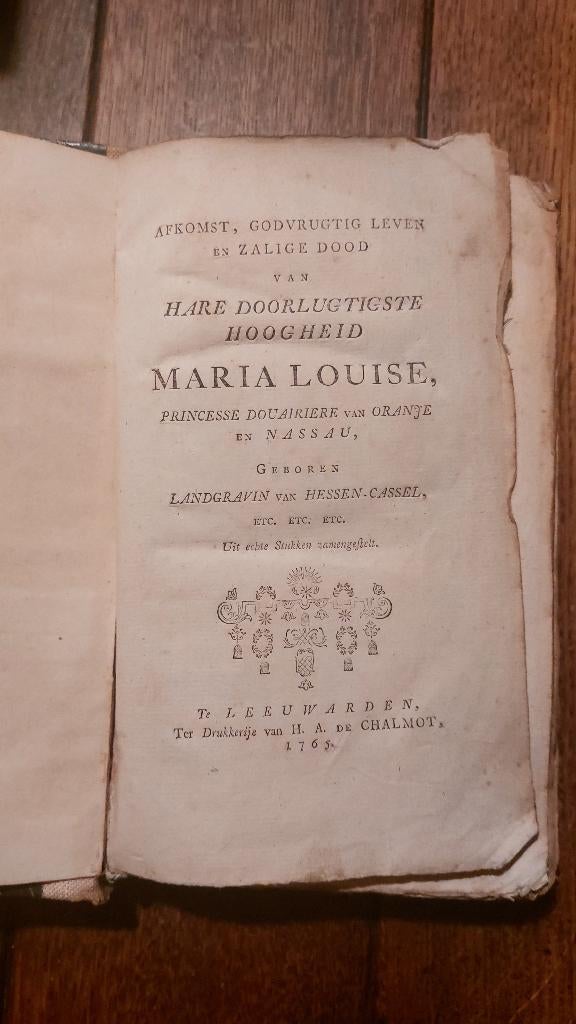 AFKOMST, GODVRUGTIG LEVEN
EN ZALIGE DOOD
VAN
HARE DOORLUGTIGSTE
HOOGHEID
MARIA LOUISE,
PRINCESSE DOUAIRIERE VAN ORANJE
EN NASSAU,
GEBOREN
LANDGRAVIN VAN HESSEN-CASSEL,
ETC. ETC. ETC.
Uit echte Stukken zamengeſtelt.
Te LEEUWARDEN,
Ter Drukkerije van H. A. DE CHALMOT,
1765.